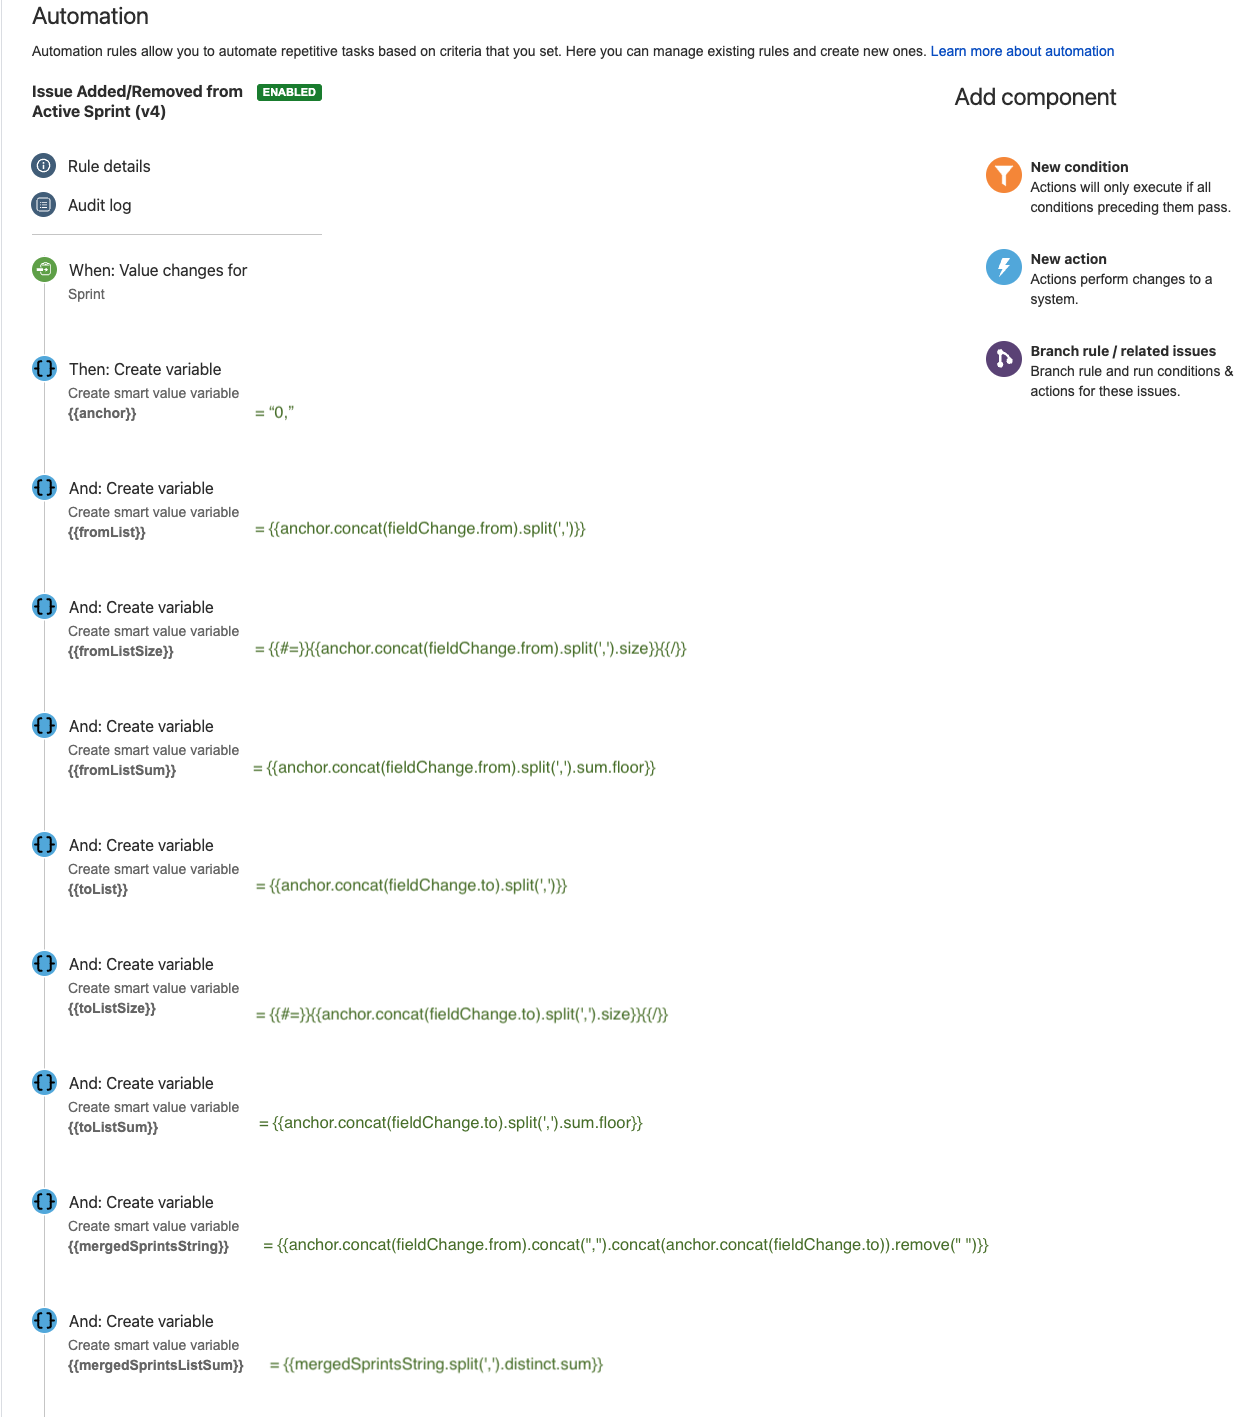 Automation
Automation rules allow you to automate repetitive tasks based on criteria that you set. Here you can manage existing rules and create new ones. Learn more about automation
Issue Added/Removed from
Active Sprint (v4)
ENABLED
Rule details
Audit log
When: Value changes for
Sprint
Then: Create variable
Create smart value variable
{{anchor}} = “0,”
And: Create variable
Create smart value variable
{{fromList}} = {{anchor.concat(fieldChange.from).split(',')}}
And: Create variable
Create smart value variable
{{fromListSize}} = {{#=}}{{anchor.concat(fieldChange.from).split(',').size}}{{/}}
And: Create variable
Create smart value variable
{{fromListSum}} = {{anchor.concat(fieldChange.from).split(',').sum.floor}}
And: Create variable
Create smart value variable
{{toList}} = {{anchor.concat(fieldChange.to).split(',')}}
And: Create variable
Create smart value variable
{{toListSize}} = {{#=}}{{anchor.concat(fieldChange.to).split(',').size}}{{/}}
And: Create variable
Create smart value variable
{{toListSum}} = {{anchor.concat(fieldChange.to).split(',').sum.floor}}
And: Create variable
Create smart value variable
{{mergedSprintsString}} = {{anchor.concat(fieldChange.from).concat(",").concat(anchor.concat(fieldChange.to)).remove(" ")}}
And: Create variable
Create smart value variable
{{mergedSprintsListSum}} = {{mergedSprintsString.split(',').distinct.sum}}
Add component
New condition
Actions will only execute if all
conditions preceding them pass.
New action
Actions perform changes to a
system.
Branch rule / related issues
Branch rule and run conditions &
actions for these issues.